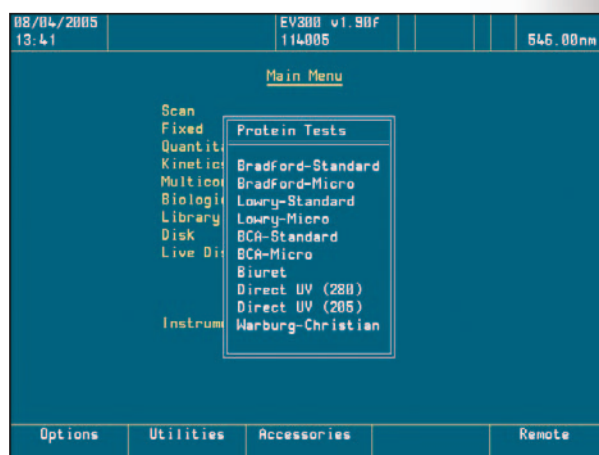 08/04/2005
13:41
EV300 v1.90f
114005
546.00nm
Main Menu
Scan
Fixed
Quantit
Kinetics
Multico
Biologi
Library
Disk
Live Di
Instrum
Protein Tests
Bradford-Standard
Bradford-Micro
Lowry-Standard
Lowry-Micro
BCA-Standard
BCA-Micro
Biuret
Direct UV (280)
Direct UV (205)
Warburg-Christian
Options
Utilities
Accessories
Remote